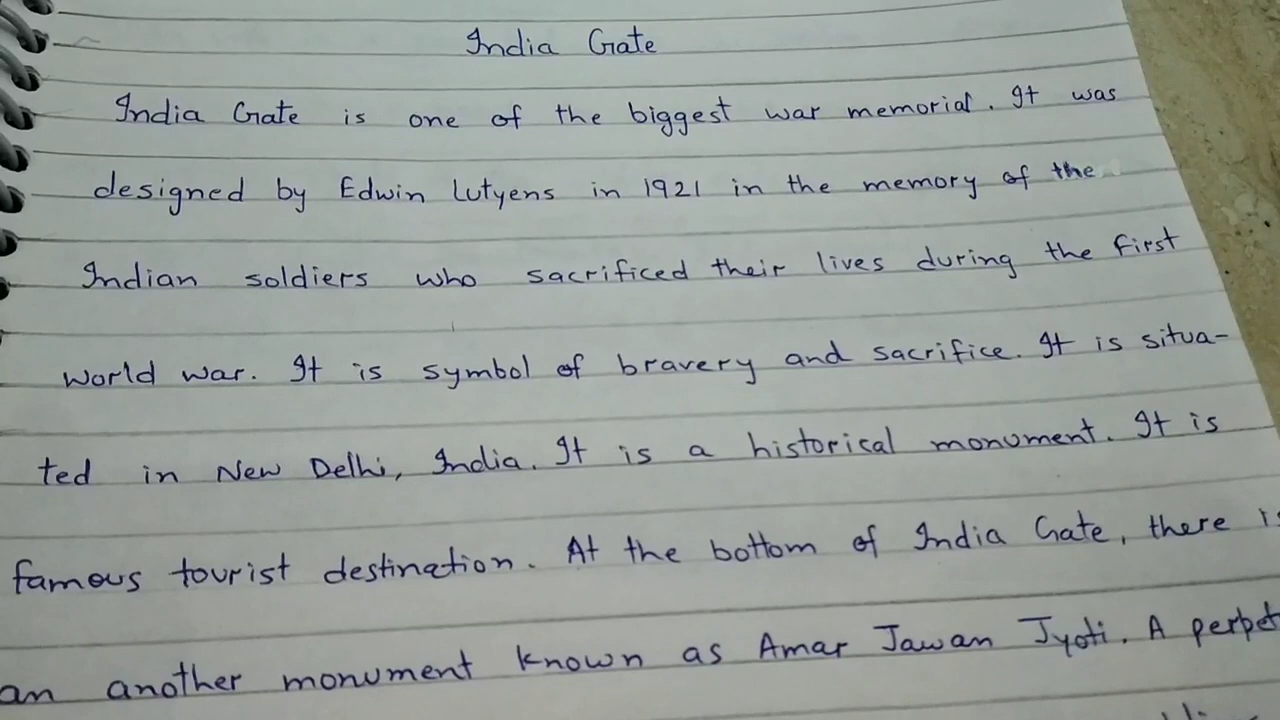 India Gate
India Gate is one of the biggest war memorial. It was
designed by Edwin Lutyens in 1921 in the memory of the
Indian soldiers who sacrificed their lives during the First
World War. It is symbol of bravery and sacrifice. It is situa-
ted in New Delhi, India. It is a historical monument. It is
famous tourist destination. At the bottom of India Gate, there is
an another monument known as Amar Jawan Jyoti. A perpet